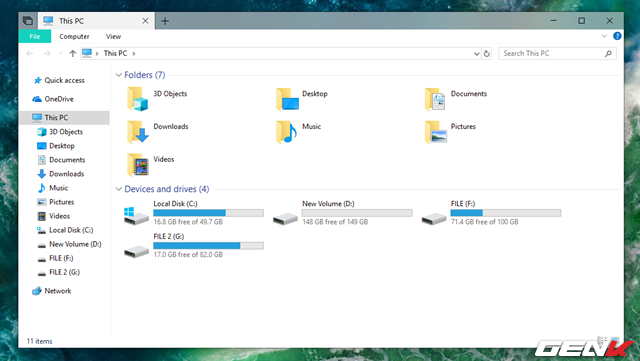 This PC
File
Computer
View
This PC
Search This PC
Quick access
OneDrive
This PC
3D Objects
Desktop
Documents
Downloads
Music
Pictures
Videos
Local Disk (C:)
New Volume (D:)
FILE (F:)
FILE 2 (G:)
Network
Folders (7)
3D Objects
Desktop
Documents
Downloads
Music
Pictures
Videos
Devices and drives (4)
Local Disk (C:)
16.8 GB free of 49.7 GB
New Volume (D:)
148 GB free of 149 GB
FILE (F:)
71.4 GB free of 100 GB
FILE 2 (G:)
17.0 GB free of 82.0 GB
11 items
GENK